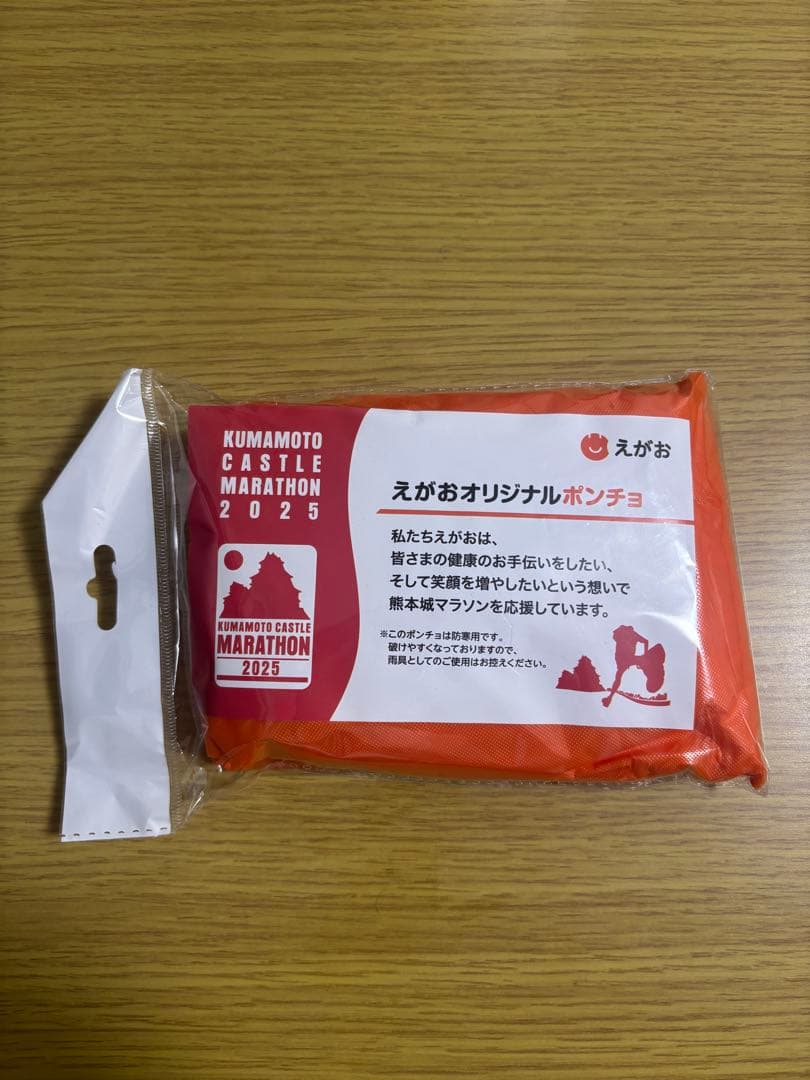 KUMAMOTO
CASTLE
MARATHON
2025
KUMAMOTO CASTLE
MARATHON
2025
えがお
えがおオリジナルポンチョ
私たちえがおは、
皆さまの健康のお手伝いをしたい、
そして笑顔を増やしたいという想いで
熊本城マラソンを応援しています。
※このポンチョは防寒用です。
破けやすくなっておりますので、
雨具としてのご使用はお控えください。